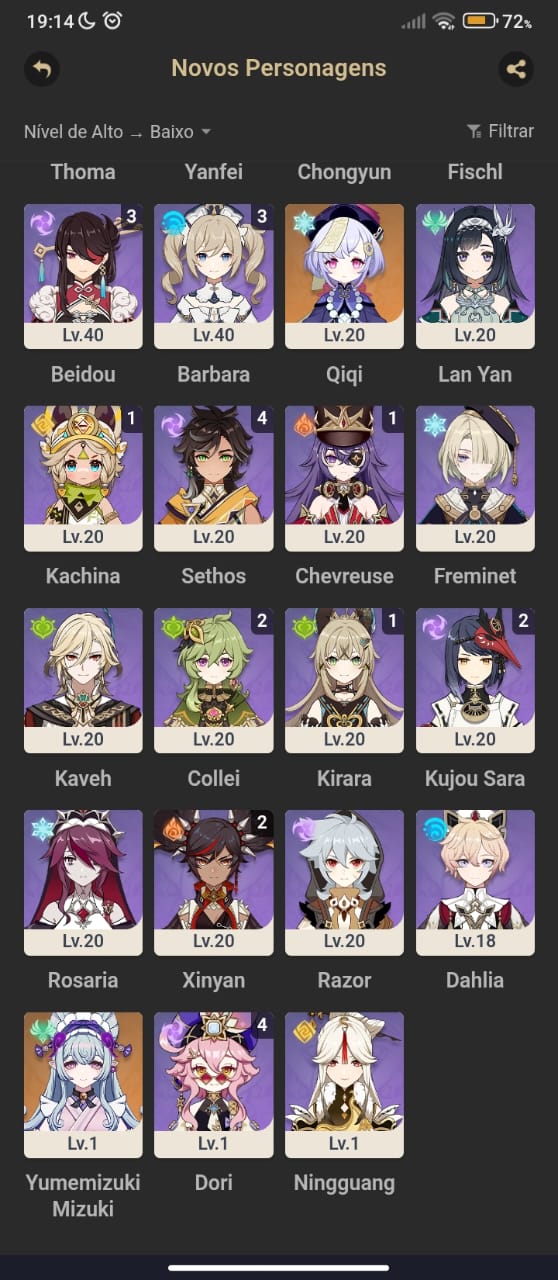 19:14 72%
Novos Personagens
Nível de Alto → Baixo Filtrar
Thoma Yanfei Chongyun Fischl
3 3
Lv.40 Lv.40 Lv.20 Lv.20
Beidou Barbara Qiqi Lan Yan
1 4 1
Lv.20 Lv.20 Lv.20 Lv.20
Kachina Sethos Chevreuse Freminet
2 1 2
Lv.20 Lv.20 Lv.20 Lv.20
Kaveh Collei Kirara Kujou Sara
2
Lv.20 Lv.20 Lv.20 Lv.18
Rosaria Xinyan Razor Dahlia
4
Lv.1 Lv.1 Lv.1
Yumemizuki Dori Ningguang
Mizuki